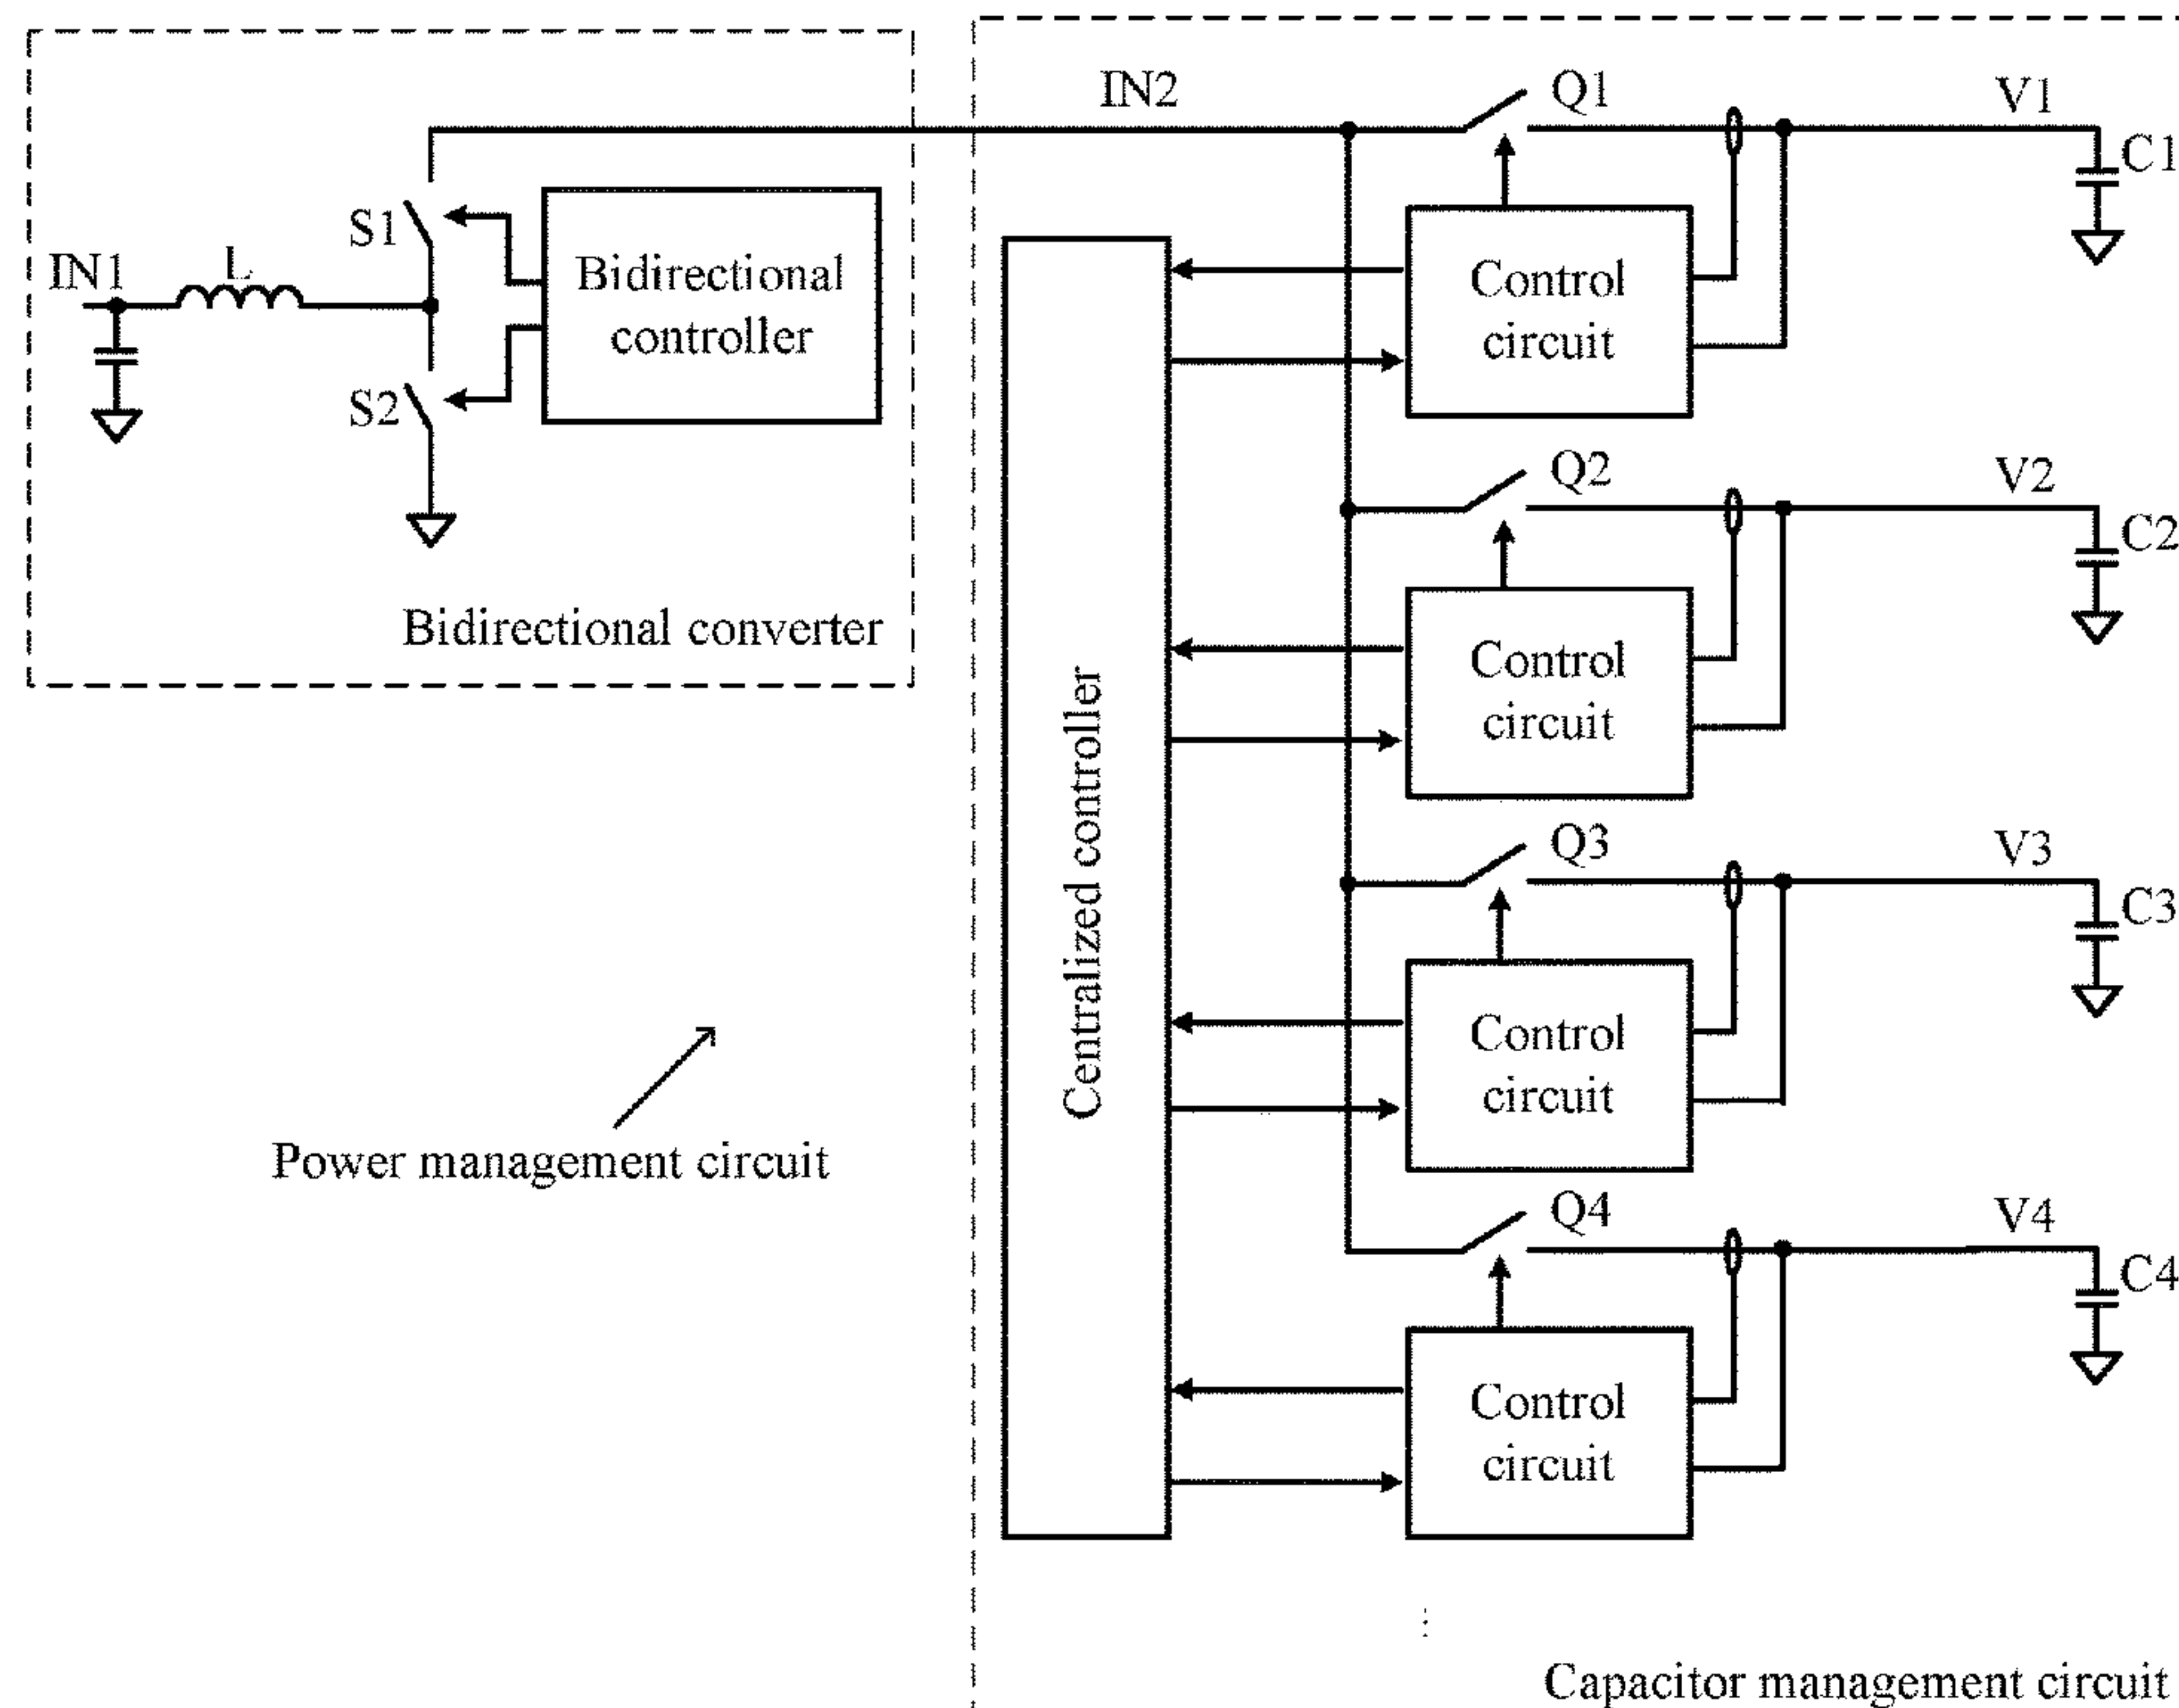 IN1
L
S1
S2
Bidirectional
controller
Bidirectional converter
Power management circuit
IN2
Centralized controller
Q1
V1
C1
Control
circuit
Q2
V2
C2
Control
circuit
Q3
V3
C3
Control
circuit
Q4
V4
C4
Control
circuit
Capacitor management circuit